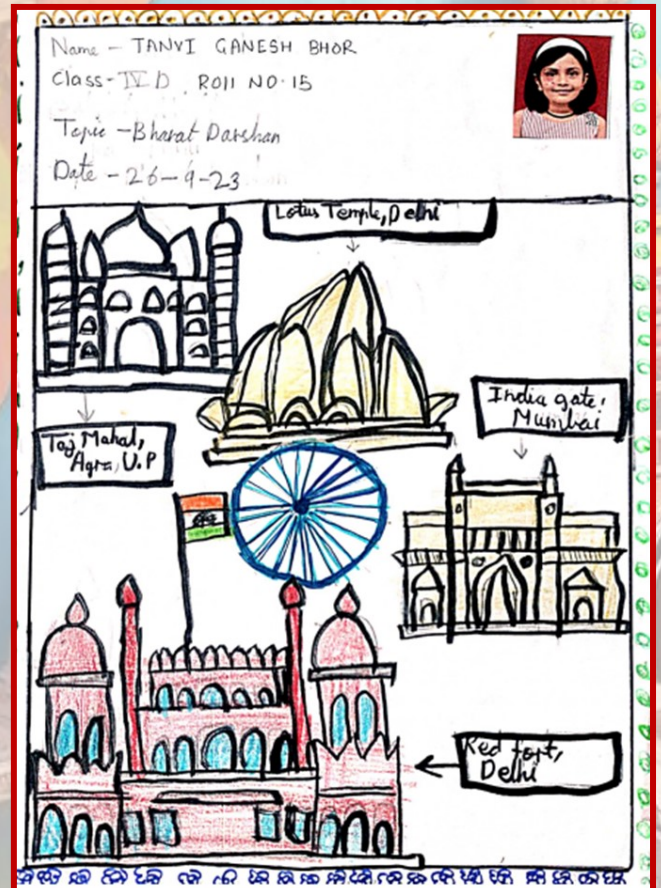 Name - TANVI GANESH BHOR
Class - IV D ROll NO. 15
Topic - Bharat Darshan
Date - 26-9-23
Lotus Temple, Delhi
India gate,
Mumbai
Taj Mahal,
Agra, U.P
Red fort,
Delhi